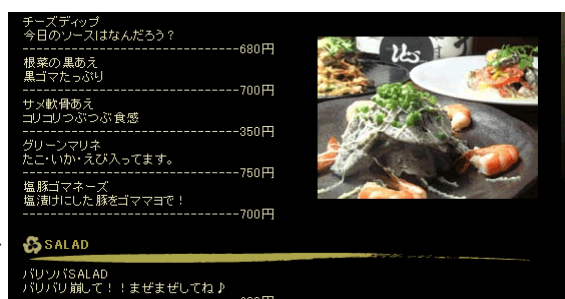 チーズディップ
今日のソースはなんだろう？
--------------------------------680円
根菜の黒あえ
黒ゴマたっぷり
--------------------------------700円
サメ軟骨あえ
コリコリつぶつぶ食感
--------------------------------350円
グリーンマリネ
たこ・いか・えび入ってます。
--------------------------------750円
塩豚ゴマネーズ
塩漬けにした豚をゴママヨで！
--------------------------------700円
SALAD
バリソバSALAD
バリバリ崩して！！まぜまぜしてね♪